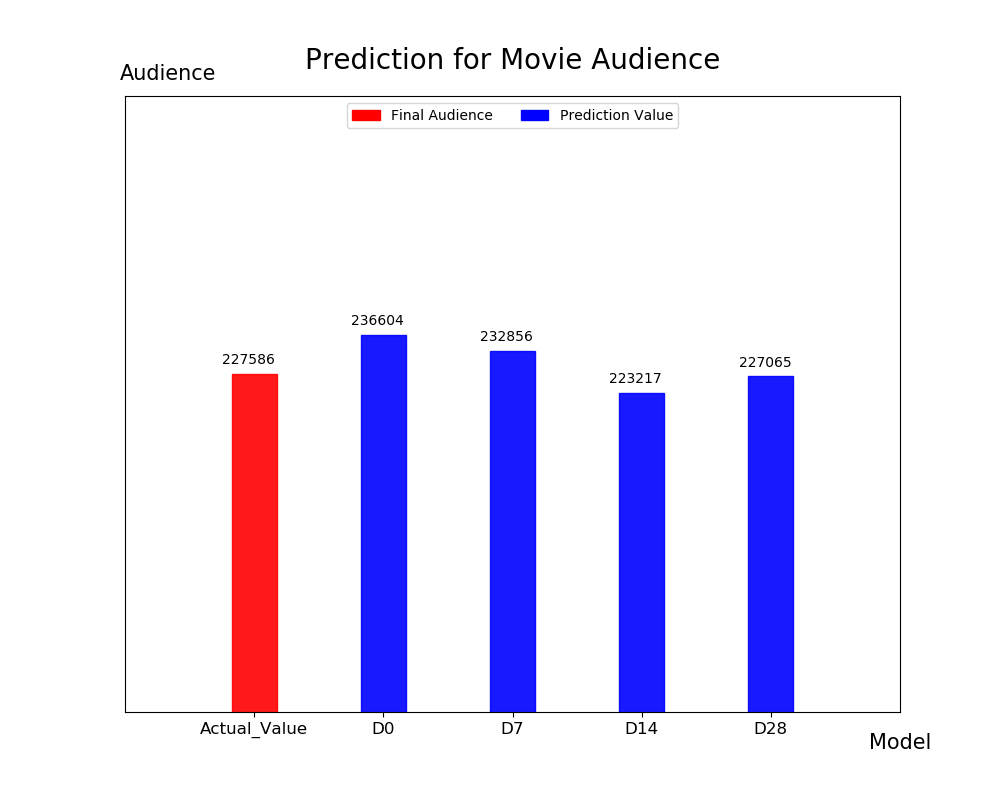 Prediction for Movie Audience
Audience
Final Audience
Prediction Value
236604
232856
227586
227065
223217
Actual_Value
D0
D7
D14
D28
Model